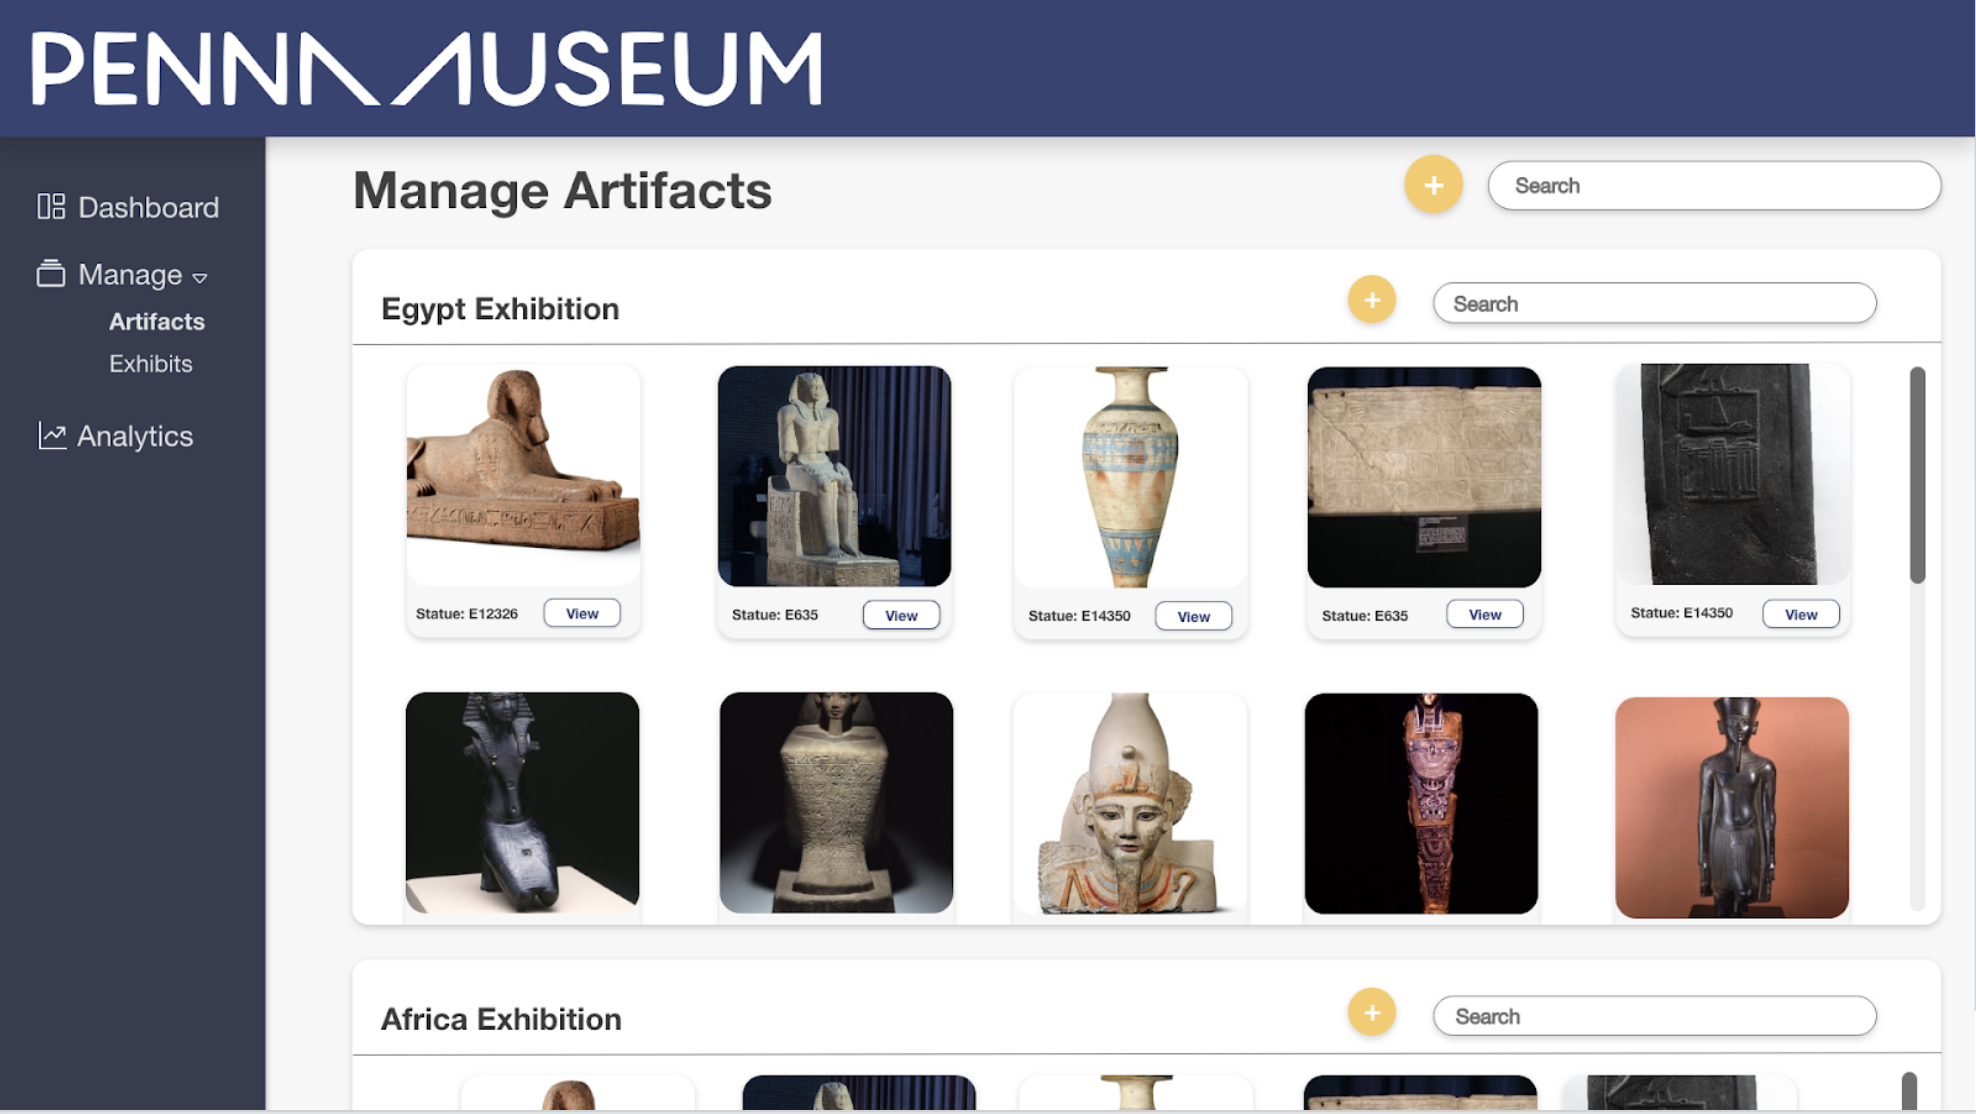 PENN MUSEUM
Dashboard
Manage
Artifacts
Exhibits
Analytics
Manage Artifacts
+ Search
Egypt Exhibition
+ Search
Statue: E12326 View
Statue: E635 View
Statue: E14350 View
Statue: E635 View
Statue: E14350 View
Africa Exhibition
+ Search